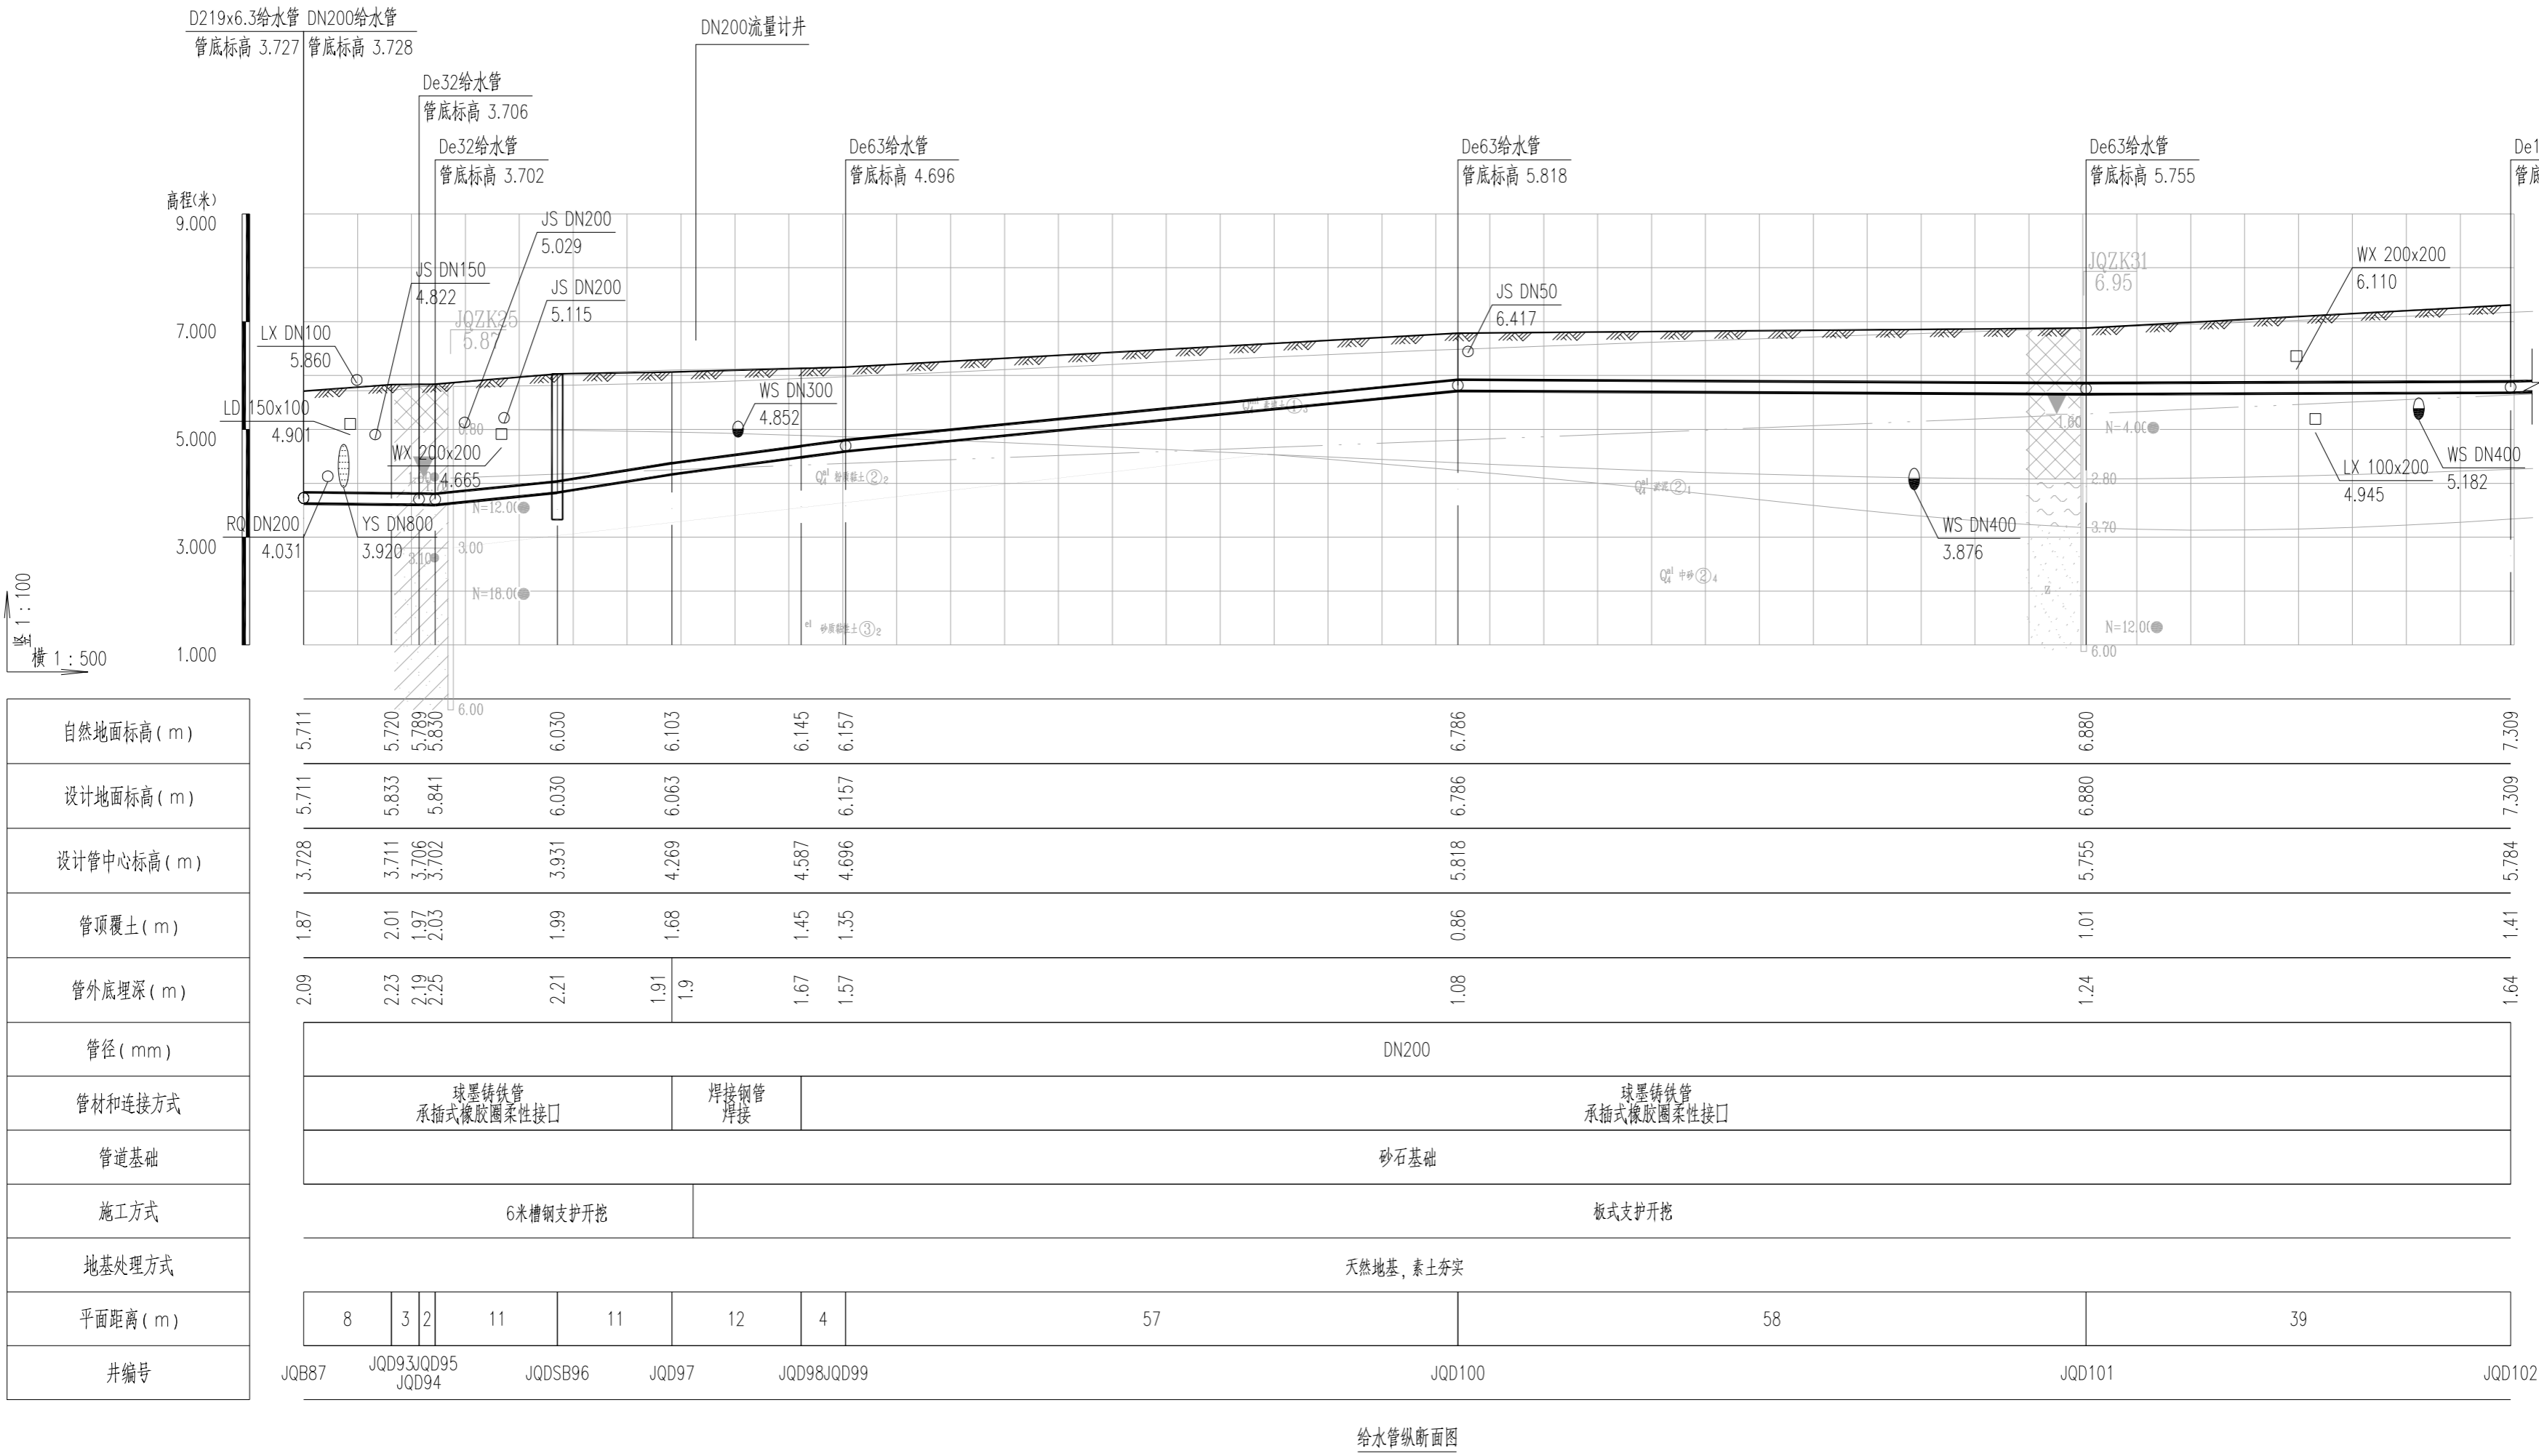 D219x6.3给水管 DN200给水管
管底标高 3.727 管底标高 3.728
DN200流量计井
De32给水管
管底标高 3.706
De32给水管
管底标高 3.702
De63给水管
管底标高 4.696
De63给水管
管底标高 5.818
De63给水管
管底标高 5.755
De1
管底
高程(米)
9.000
7.000
5.000
3.000
1.000
竖 1：100
横 1：500
JS DN200
5.029
JS DN150
4.822
JS DN200
5.115
JQZK25
5.87
LX DN100
5.860
LD 150x100
4.901
WX 200x200
4.665
RQ DN200
4.031
YS DN800
3.920
WS DN300
4.852
JS DN50
6.417
JQZK31
6.95
WX 200x200
6.110
WS DN400
5.182
LX 100x200
4.945
WS DN400
3.876
0.80
N=12.00
3.00
3.10
N=18.00
6.00
1.60
N=4.00
2.80
3.70
N=12.00
6.00
自然地面标高(m) 5.711 5.720 5.789 5.830 6.030 6.103 6.145 6.157 6.786 6.880 7.309
设计地面标高(m) 5.711 5.833 5.841 6.030 6.063 6.157 6.786 6.880 7.309
设计管中心标高(m) 3.728 3.711 3.706 3.702 3.931 4.269 4.587 4.696 5.818 5.755 5.784
管顶覆土(m) 1.87 2.01 1.97 2.03 1.99 1.68 1.45 1.35 0.86 1.01 1.41
管外底埋深(m) 2.09 2.23 2.19 2.25 2.21 1.91 1.9 1.67 1.57 1.08 1.24 1.64
管径(mm) DN200
管材和连接方式 球墨铸铁管 焊接钢管 球墨铸铁管
承插式橡胶圈柔性接口 焊接 承插式橡胶圈柔性接口
管道基础 砂石基础
施工方式 6米槽钢支护开挖 板式支护开挖
地基处理方式 天然地基，素土夯实
平面距离(m) 8 3 2 11 11 12 4 57 58 39
井编号 JQB87 JQD93 JQD94 JQD95 JQDSB96 JQD97 JQD98 JQD99 JQD100 JQD101 JQD102
给水管纵断面图